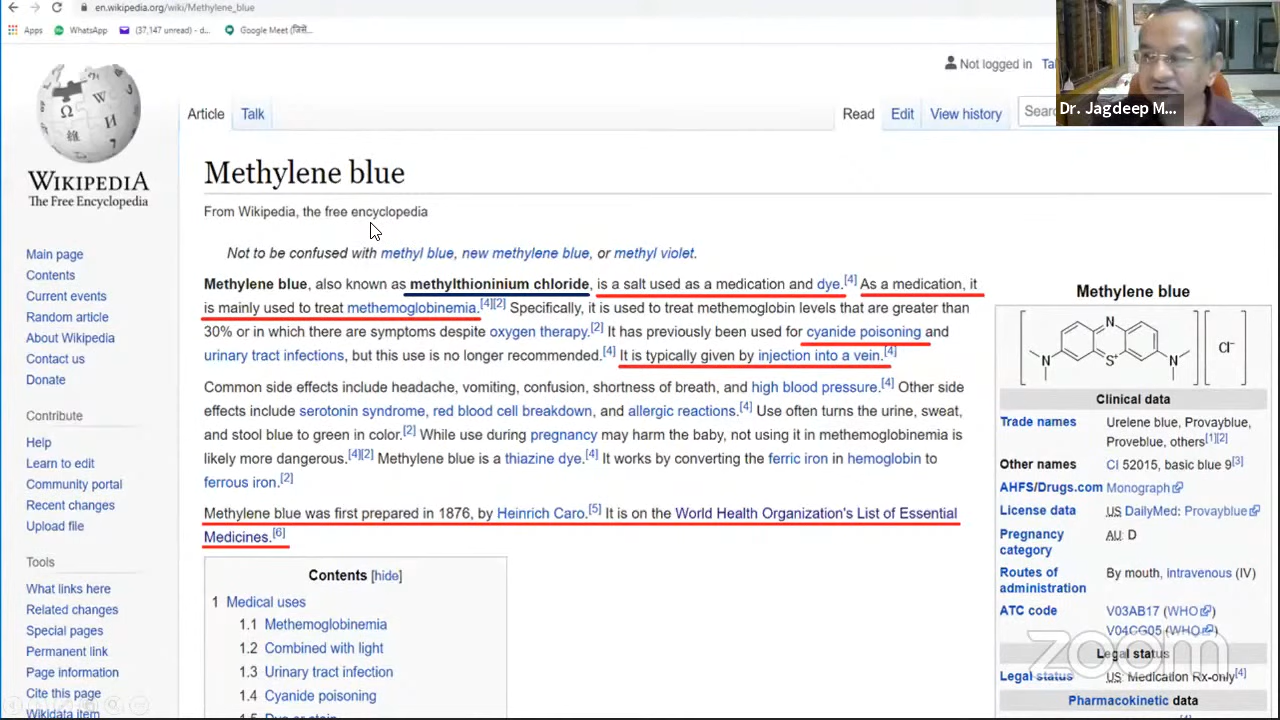 en.wikipedia.org/wiki/Methylene_blue
Apps WhatsApp (37,147 unread) - d... Google Meet
Not logged in
Dr. Jagdeep M...
Article Talk Read Edit View history Sear
WIKIPEDIA
The Free Encyclopedia
Methylene blue
From Wikipedia, the free encyclopedia
Not to be confused with methyl blue, new methylene blue, or methyl violet.
Methylene blue, also known as methylthioninium chloride, is a salt used as a medication and dye.[4] As a medication, it
is mainly used to treat methemoglobinemia.[4][2] Specifically, it is used to treat methemoglobin levels that are greater than
30% or in which there are symptoms despite oxygen therapy.[2] It has previously been used for cyanide poisoning and
urinary tract infections, but this use is no longer recommended.[4] It is typically given by injection into a vein.[4]
Common side effects include headache, vomiting, confusion, shortness of breath, and high blood pressure.[4] Other side
effects include serotonin syndrome, red blood cell breakdown, and allergic reactions.[4] Use often turns the urine, sweat,
and stool blue to green in color.[2] While use during pregnancy may harm the baby, not using it in methemoglobinemia is
likely more dangerous.[4][2] Methylene blue is a thiazine dye.[4] It works by converting the ferric iron in hemoglobin to
ferrous iron.[2]
Methylene blue was first prepared in 1876, by Heinrich Caro.[5] It is on the World Health Organization's List of Essential
Medicines.[6]
Contents [hide]
1 Medical uses
1.1 Methemoglobinemia
1.2 Combined with light
1.3 Urinary tract infection
1.4 Cyanide poisoning
1.5 Dye or stain
Main page
Contents
Current events
Random article
About Wikipedia
Contact us
Donate
Contribute
Help
Learn to edit
Community portal
Recent changes
Upload file
Tools
What links here
Related changes
Special pages
Permanent link
Page information
Cite this page
Wikidata item
Methylene blue
N
N
S+
N
Cl⁻
Clinical data
Trade names Urelene blue, Provayblue,
Proveblue, others[1][2]
Other names CI 52015, basic blue 9[3]
AHFS/Drugs.com Monograph
License data US DailyMed: Provayblue
Pregnancy
category AU: D
Routes of
administration By mouth, intravenous (IV)
ATC code V03AB17 (WHO)
V04CG05 (WHO)
Legal status
Legal status US: Medication Rx-only[4]
Pharmacokinetic data
zoom